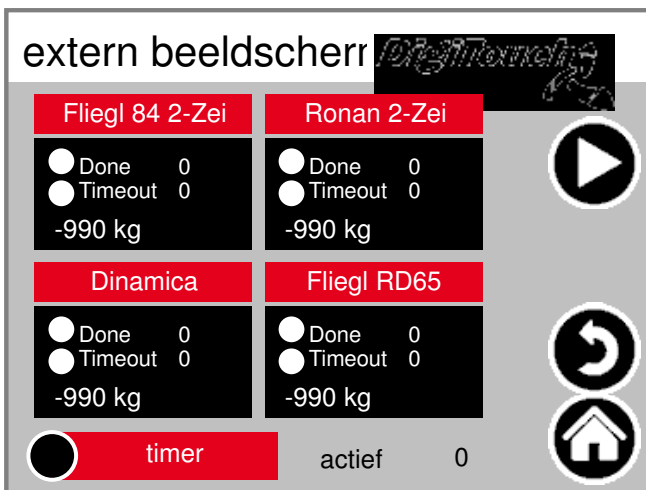 extern beeldscherm
DigiTouch
Fliegl 84 2-Zei
Ronan 2-Zei
Done 0
Timeout 0
-990 kg
Done 0
Timeout 0
-990 kg
Dinamica
Fliegl RD65
Done 0
Timeout 0
-990 kg
Done 0
Timeout 0
-990 kg
timer
actief 0